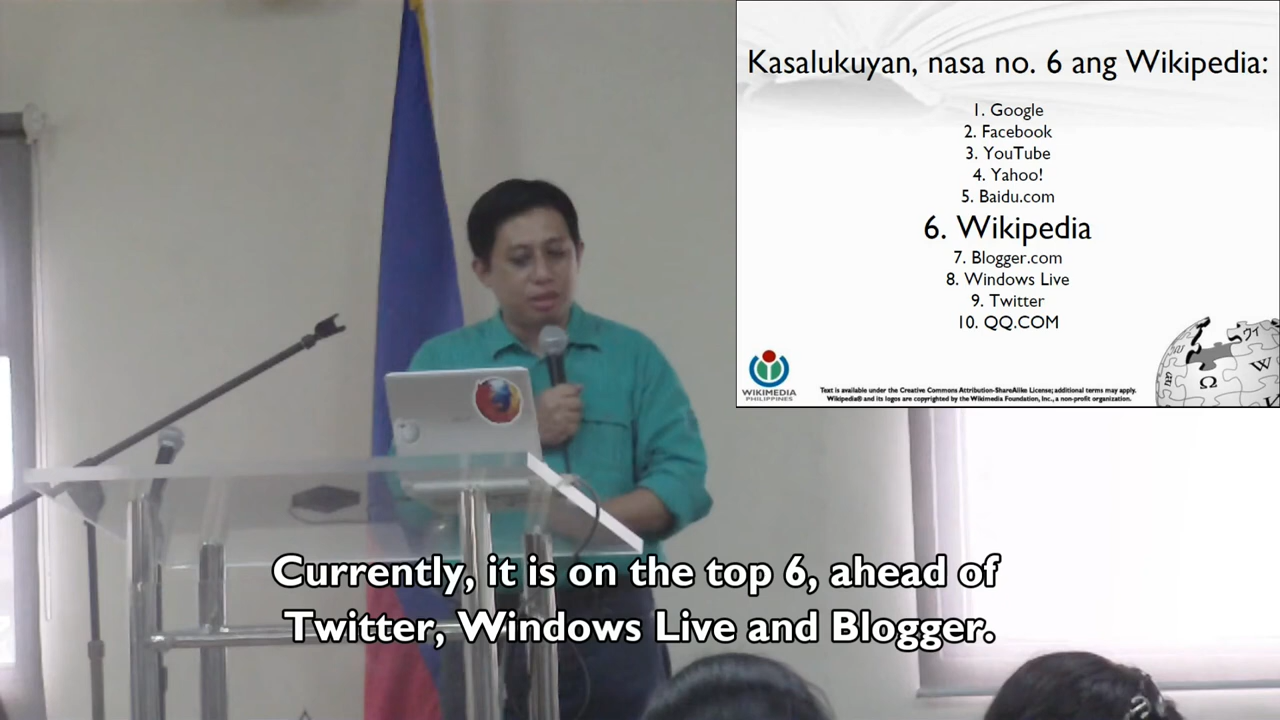 Kasalukuyan, nasa no. 6 ang Wikipedia:
1. Google
2. Facebook
3. YouTube
4. Yahoo!
5. Baidu.com
6. Wikipedia
7. Blogger.com
8. Windows Live
9. Twitter
10. QQ.COM
WIKIMEDIA
PHILIPPINES
Text is available under the Creative Commons Attribution-ShareAlike License; additional terms may apply.
Wikipedia® and its logos are copyrighted by the Wikimedia Foundation, Inc., a non-profit organization.
Ω
W
Currently, it is on the top 6, ahead of
Twitter, Windows Live and Blogger.